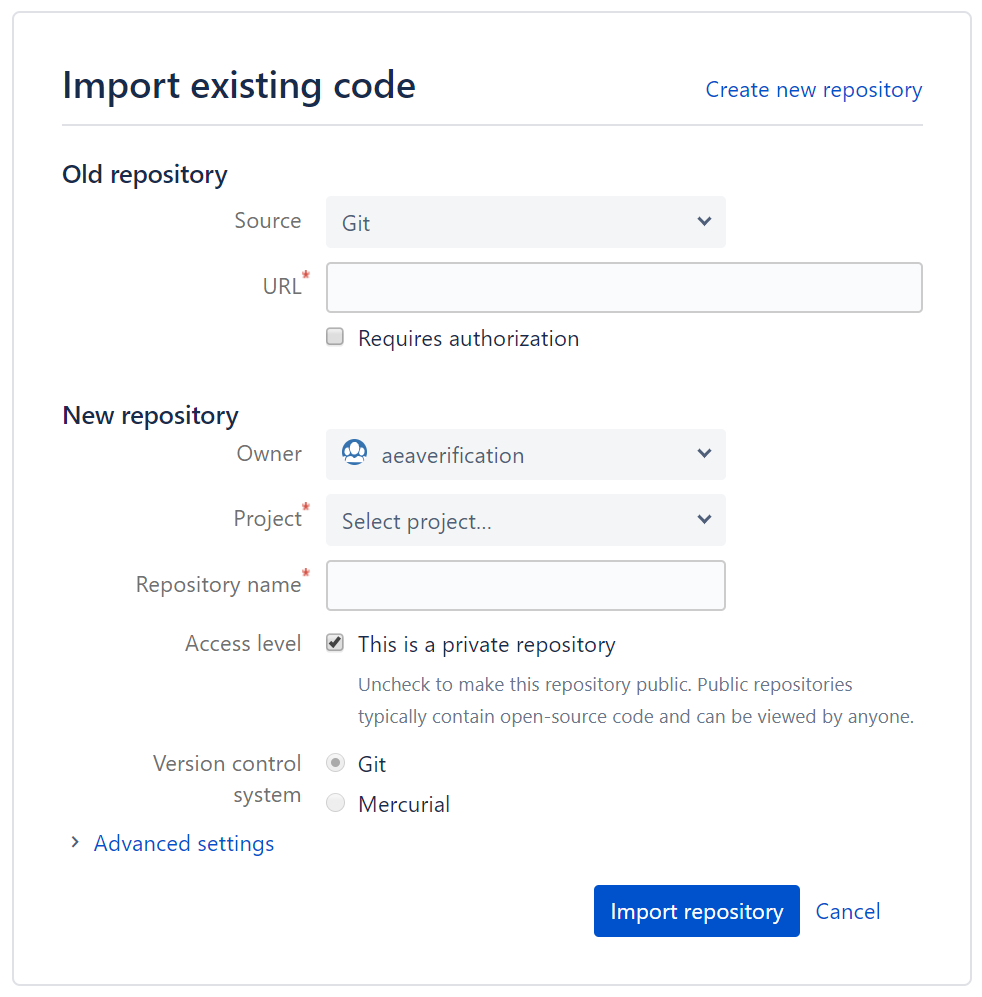 Import existing code
Create new repository
Old repository
Source
Git
URL*
Requires authorization
New repository
Owner
aeaverification
Project*
Select project...
Repository name*
Access level
This is a private repository
Uncheck to make this repository public. Public repositories
typically contain open-source code and can be viewed by anyone.
Version control
system
Git
Mercurial
Advanced settings
Import repository
Cancel